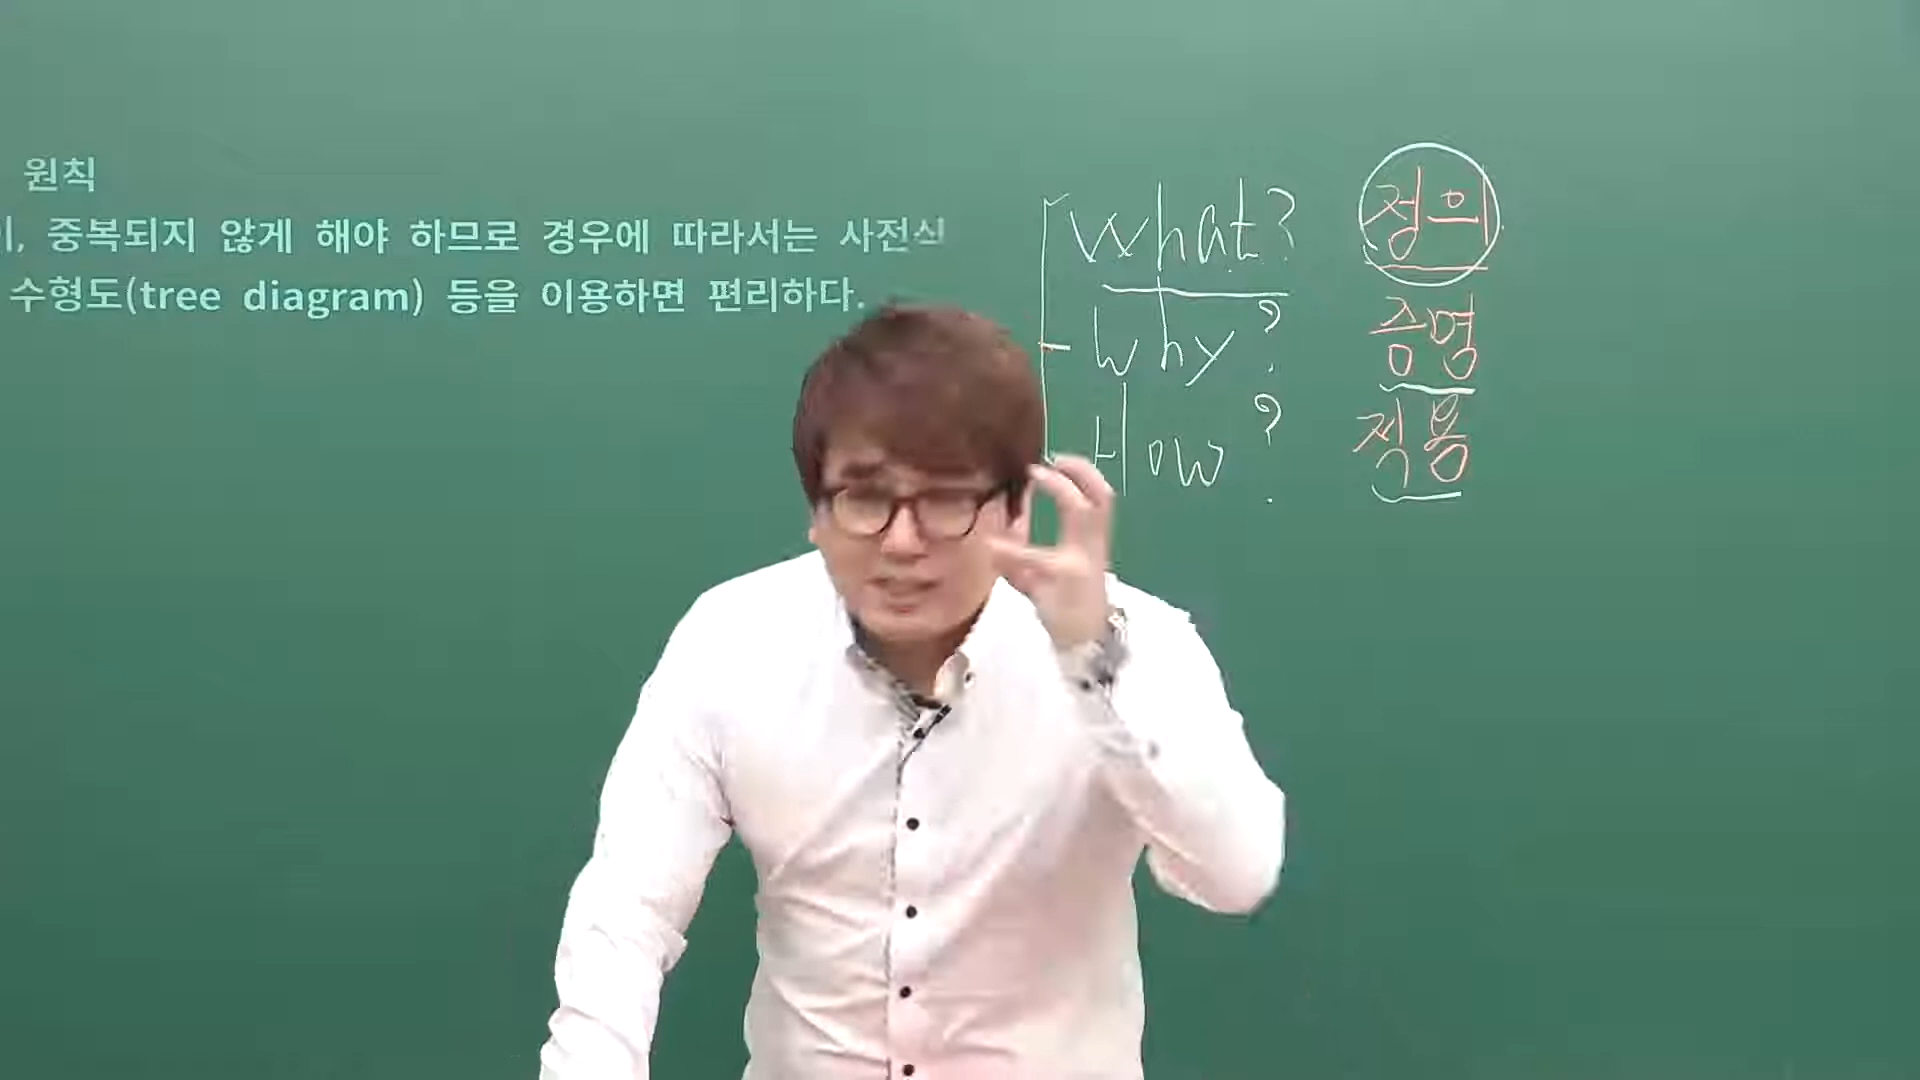 원칙
, 중복되지 않게 해야 하므로 경우에 따라서는 사전식
수형도(tree diagram) 등을 이용하면 편리하다.
What? 정의
Why? 증명
How? 적용